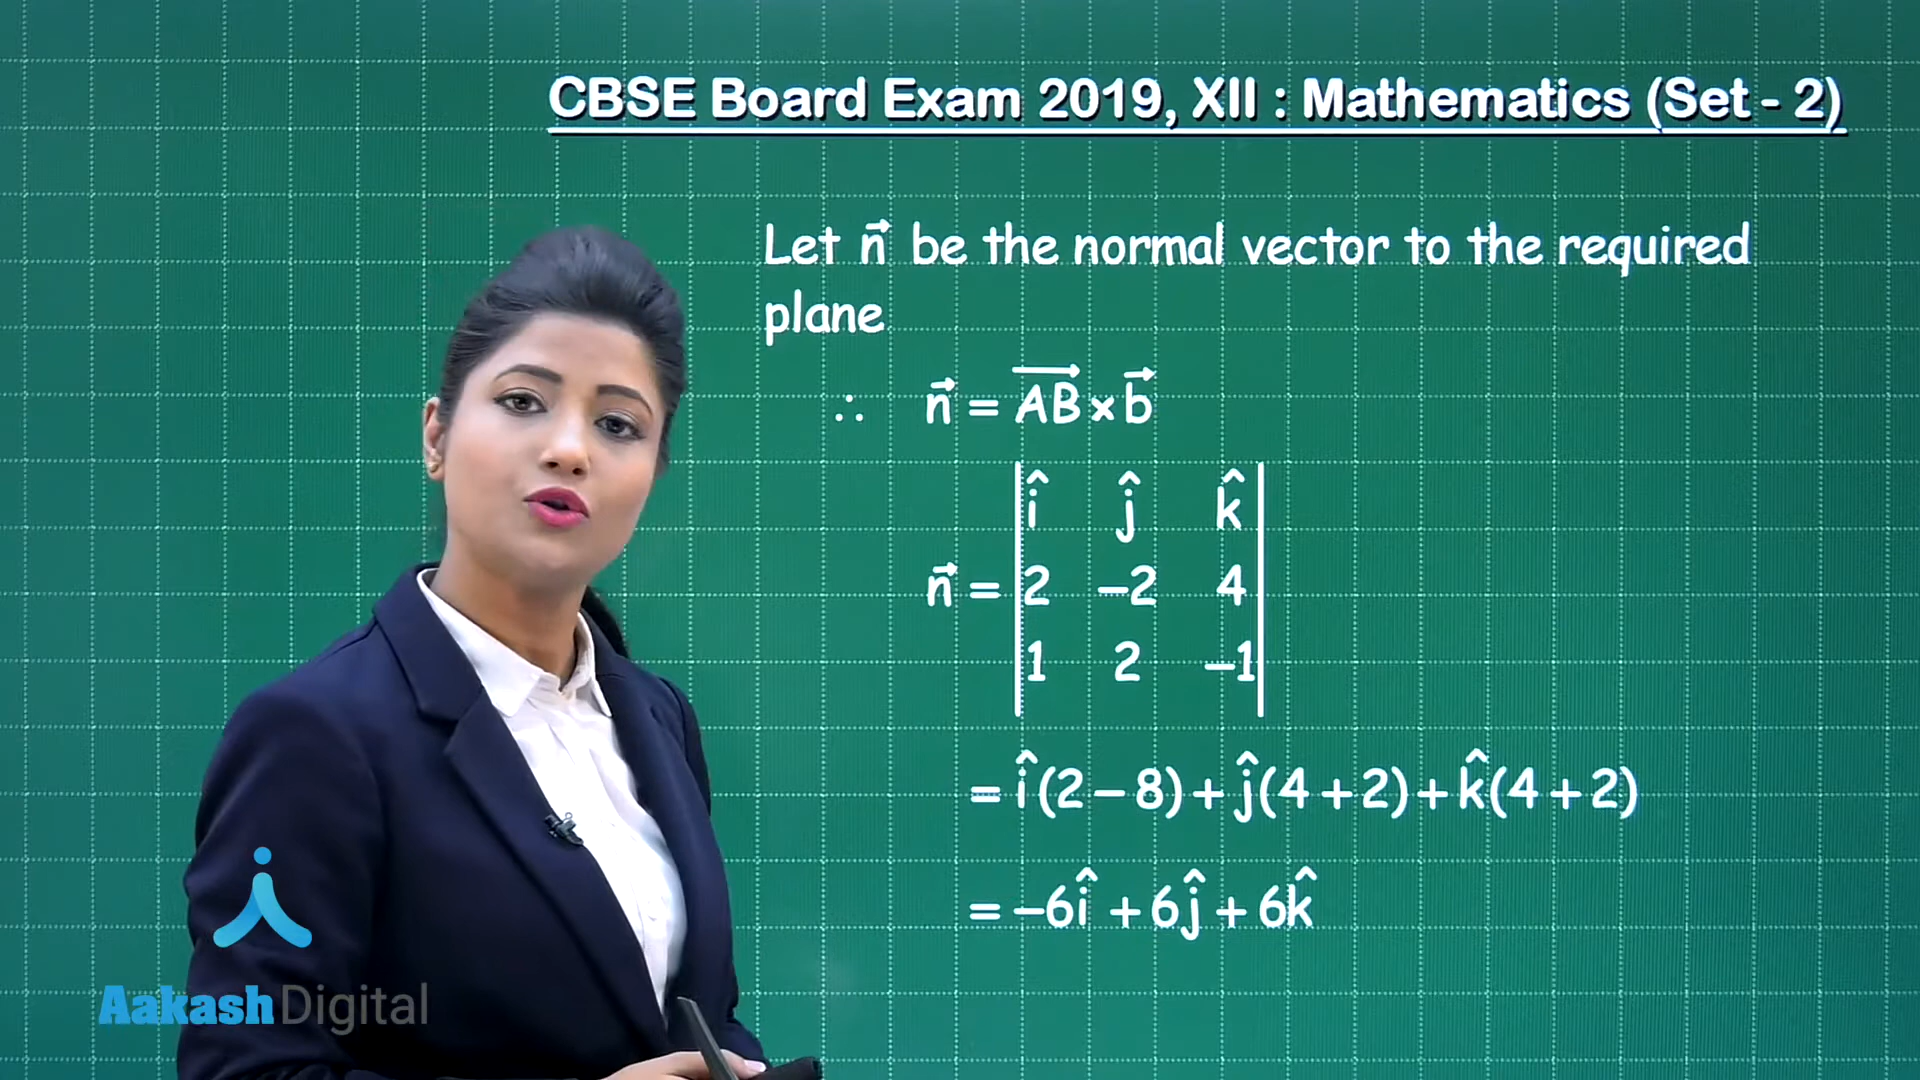 CBSE Board Exam 2019, XII : Mathematics (Set - 2)
Let n⃗ be the normal vector to the required
plane
∴ n⃗ = A⃗B⃗ × b⃗
î ĵ k̂
n⃗ = 2 –2 4
1 2 –1
= î(2 – 8) + ĵ(4 + 2) + k̂(4 + 2)
= –6î + 6ĵ + 6k̂
Aakash Digital